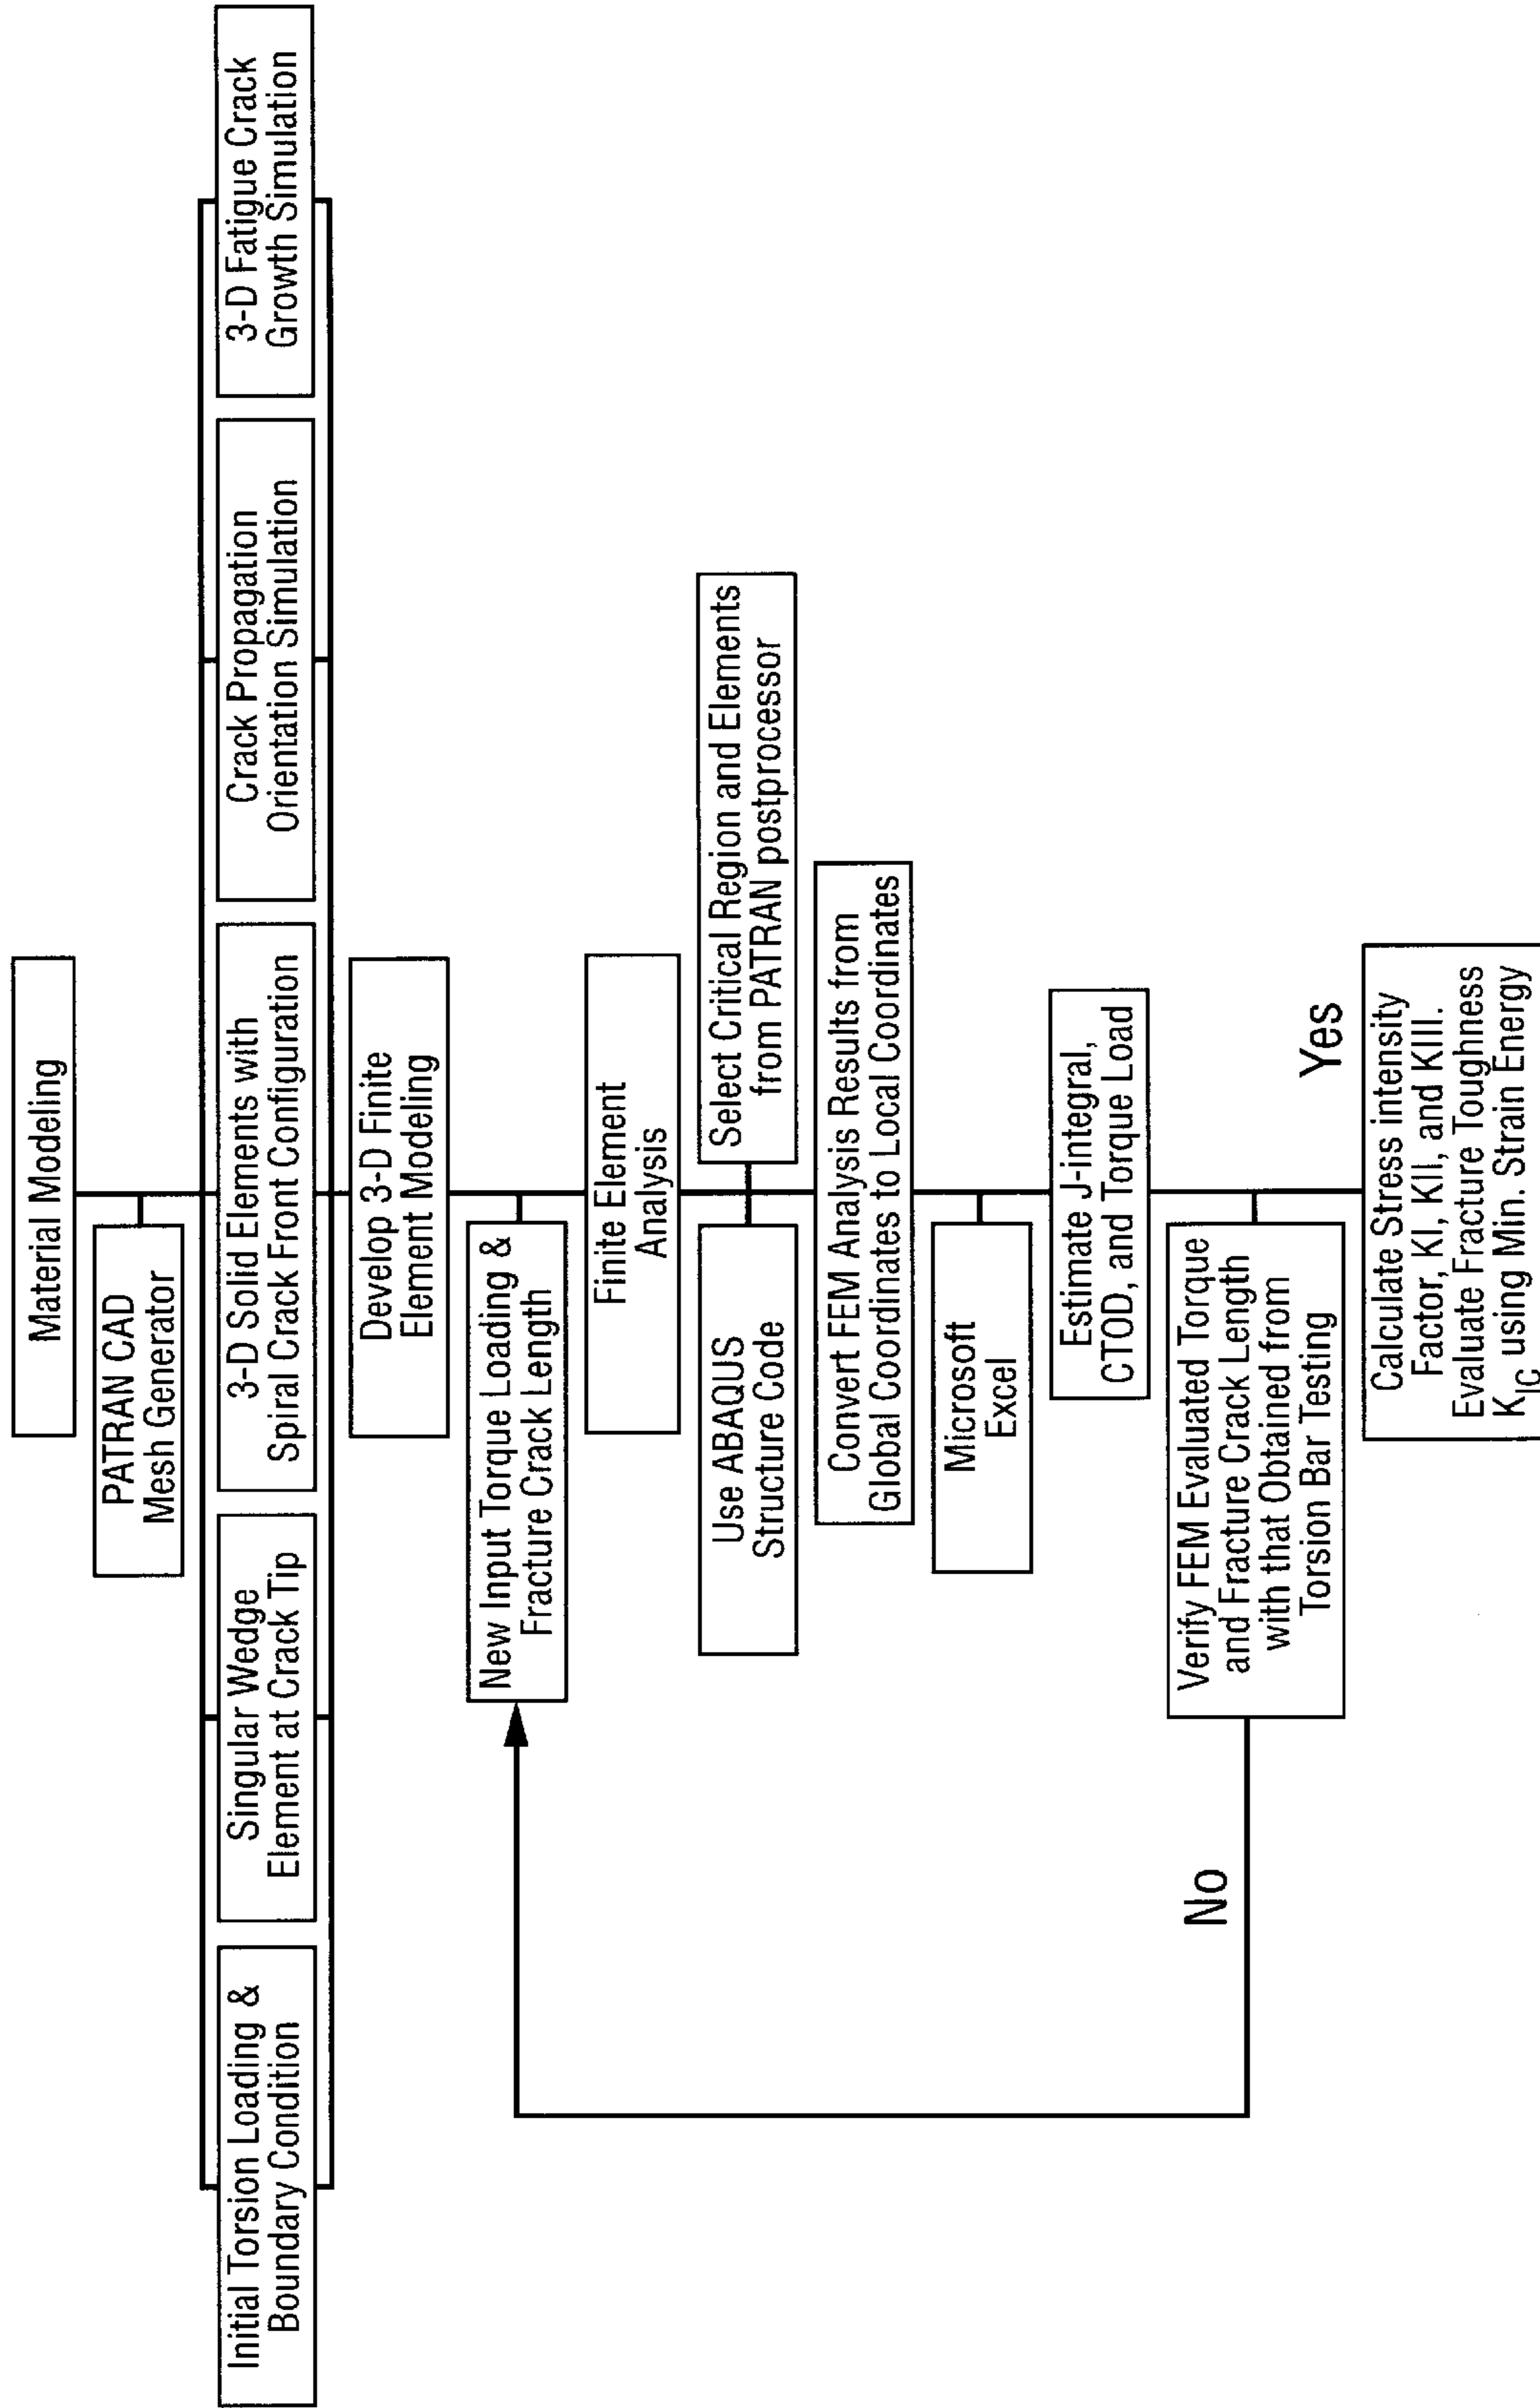 Material Modeling
PATRAN CAD
Mesh Generator
Initial Torsion Loading &
Boundary Condition
Singular Wedge
Element at Crack Tip
3-D Solid Elements with
Spiral Crack Front Configuration
Crack Propagation
Orientation Simulation
3-D Fatigue Crack
Growth Simulation
Develop 3-D Finite
Element Modeling
New Input Torque Loading &
Fracture Crack Length
Finite Element
Analysis
Use ABAQUS
Structure Code
Select Critical Region and Elements
from PATRAN postprocessor
Convert FEM Analysis Results from
Global Coordinates to Local Coordinates
Microsoft
Excel
Estimate J-integral,
CTOD, and Torque Load
No
Verify FEM Evaluated Torque
and Fracture Crack Length
with that Obtained from
Torsion Bar Testing
Yes
Calculate Stress intensity
Factor, KI, KII, and KIII.
Evaluate Fracture Toughness
KIC using Min. Strain Energy